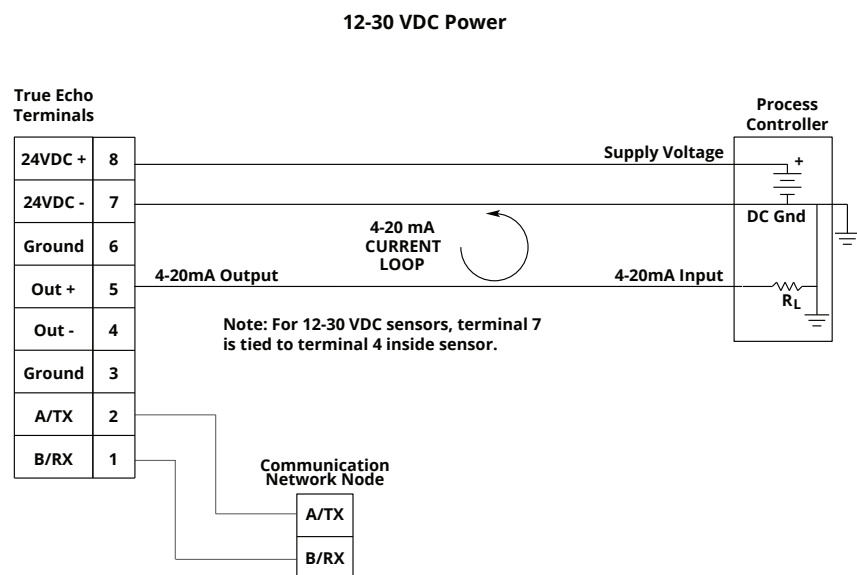 12-30 VDC Power
True Echo
Terminals
Process
Controller
24VDC + 8
Supply Voltage
+
24VDC - 7
DC Gnd
4-20 mA
CURRENT
LOOP
Ground 6
Out + 5
4-20mA Output
4-20mA Input
RL
Out - 4
Note: For 12-30 VDC sensors, terminal 7
is tied to terminal 4 inside sensor.
Ground 3
A/TX 2
B/RX 1
Communication
Network Node
A/TX
B/RX